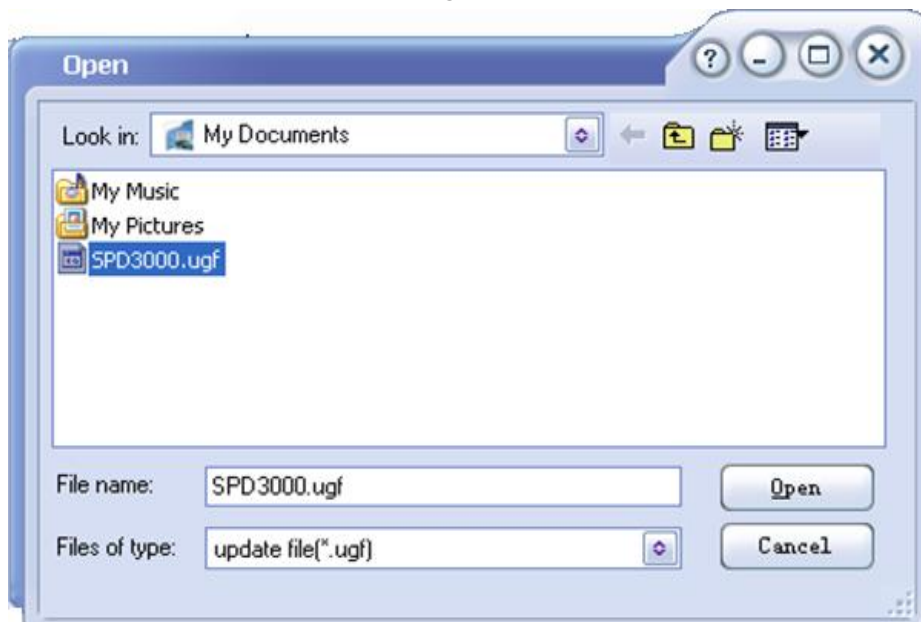 Open
?
Look in: My Documents
My Music
My Pictures
SPD3000.ugf
File name: SPD3000.ugf Open
Files of type: update file(*.ugf) Cancel